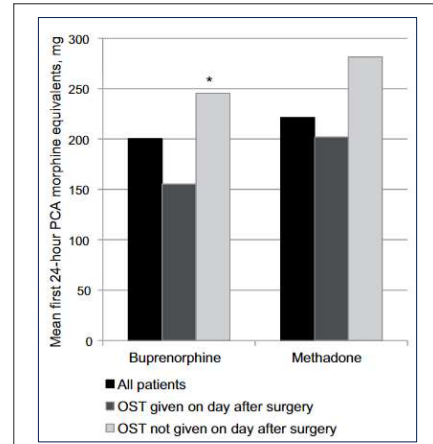 Mean first 24-hour PCA morphine equivalents, mg
300
250
200
150
100
50
0
*
Buprenorphine
Methadone
All patients
OST given on day after surgery
OST not given on day after surgery